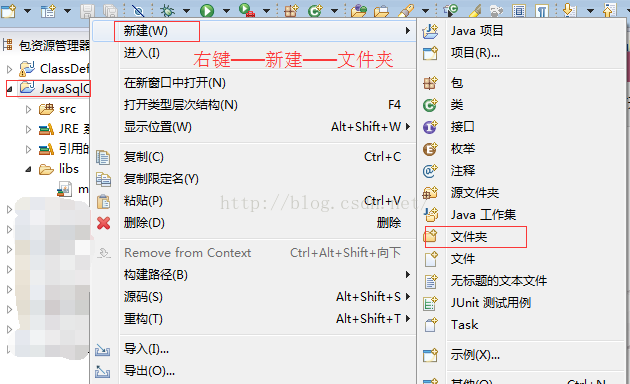 包资源管理器
ClassDef
JavaSqlC
src
JRE 系
引用的
libs
m
新建(W)
进入(I)
右键——新建——文件夹
在新窗口中打开(N)
打开类型层次结构(N) F4
显示位置(W) Alt+Shift+W
复制(C) Ctrl+C
复制限定名(Y)
粘贴(P) Ctrl+V
http://blog.csdn.net/
删除(D) 删除
Remove from Context Ctrl+Alt+Shift+向下
构建路径(B)
源码(S) Alt+Shift+S
重构(T) Alt+Shift+T
导入(I)...
导出(O)...
Java 项目
项目(R)...
包
类
接口
枚举
注释
源文件夹
Java 工作集
文件夹
文件
无标题的文本文件
JUnit 测试用例
Task
示例(X)...
其他(O)... Ctrl+N